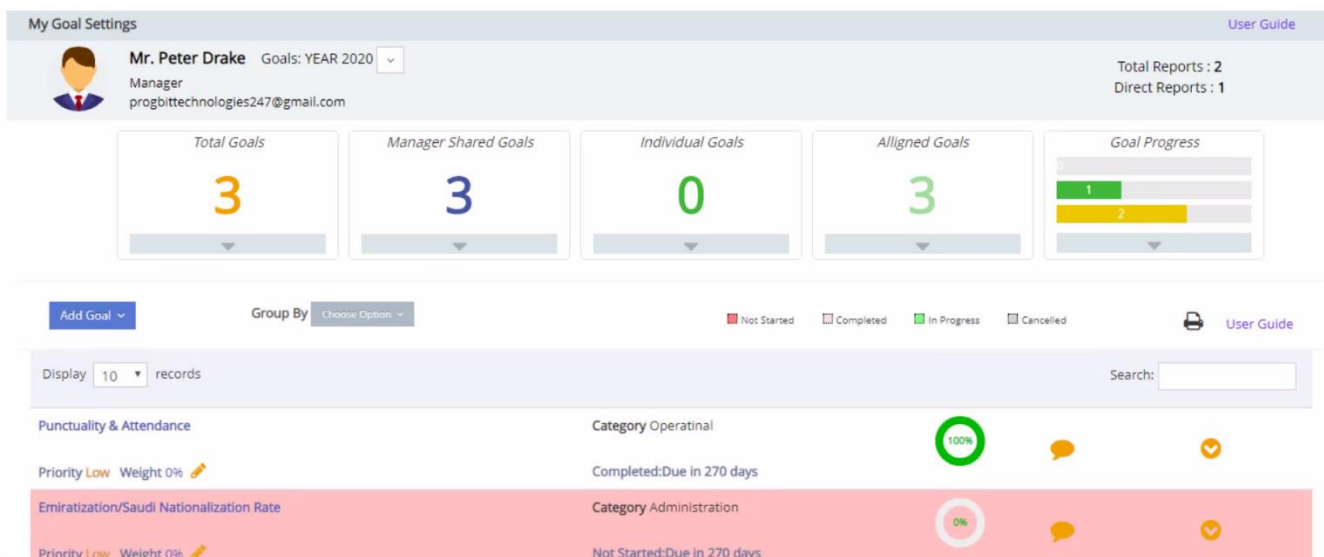 My Goal Settings User Guide
Mr. Peter Drake Goals: YEAR 2020
Manager
progbittechnologies247@gmail.com
Total Reports : 2
Direct Reports : 1
Total Goals
3
Manager Shared Goals
3
Individual Goals
0
Alligned Goals
3
Goal Progress
0
1
2
Add Goal Group By Choose Option Not Started Completed In Progress Cancelled User Guide
Display 10 records Search:
Punctuality & Attendance Category Operatinal 100%
Priority Low Weight 0% Completed:Due in 270 days
Emiratization/Saudi Nationalization Rate Category Administration 0%
Priority Low Weight 0% Not Started:Due in 270 days